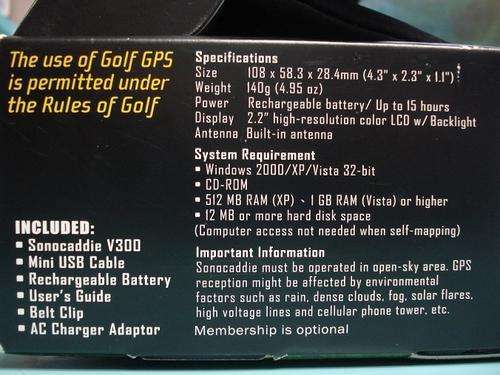 The use of Golf GPS
is permitted under
the Rules of Golf
INCLUDED:
• Sonocaddie V300
• Mini USB Cable
• Rechargeable Battery
• User's Guide
• Belt Clip
• AC Charger Adaptor
Specifications
Size 108 x 58.3 x 28.4mm (4.3" x 2.3" x 1.1")
Weight 140g (4.95 oz)
Power Rechargeable battery/ Up to 15 hours
Display 2.2" high-resolution color LCD w/ Backlight
Antenna Built-in antenna
System Requirement
• Windows 2000/XP/Vista 32-bit
• CD-ROM
• 512 MB RAM (XP) 、 1 GB RAM (Vista) or higher
• 12 MB or more hard disk space
(Computer access not needed when self-mapping)
Important Information
Sonocaddie must be operated in open-sky area. GPS
reception might be affected by environmental
factors such as rain, dense clouds, fog, solar flares,
high voltage lines and cellular phone tower, etc.
Membership is optional